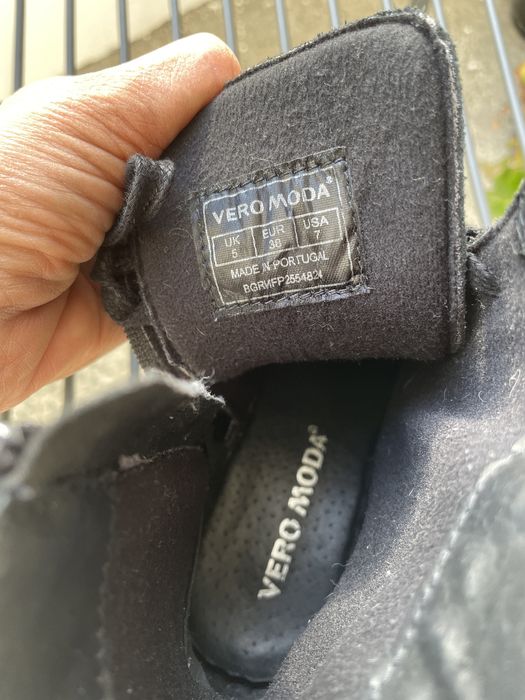 VERO MODA®
UK EUR USA
5 38 7
MADE IN PORTUGAL
BGRMFP2554824
VERO MODA®